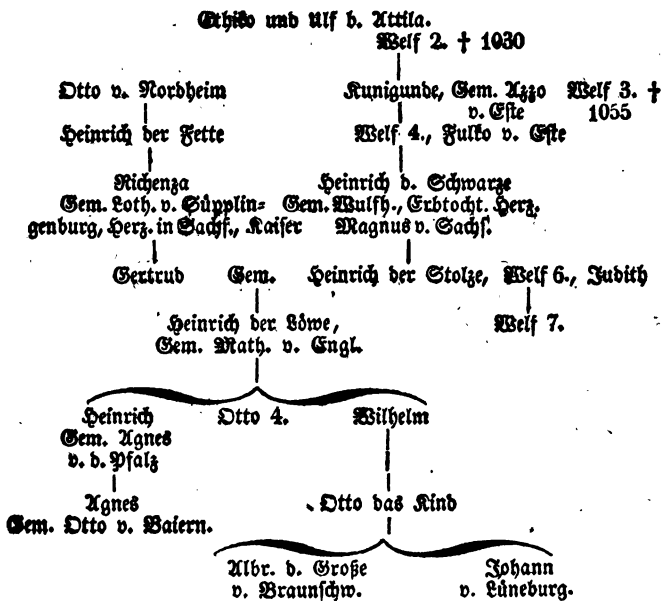 Ethiko und Ulf b. Attila.
Welf 2. † 1030
Otto v. Nordheim Kunigunde, Gem. Azzo Welf 3. †
v. Este 1055
Heinrich der Fette Welf 4., Fulko v. Este
Richenza Heinrich d. Schwarze
Gem. Loth. v. Süpplin= Gem. Wulfh., Erbtocht. Herz.
genburg, Herz. in Sachs., Kaiser Magnus v. Sachs.
Gertrud Gem. Heinrich der Stolze, Welf 6., Judith
Heinrich der Löwe, Welf 7.
Gem. Math. v. Engl.
Heinrich Otto 4. Wilhelm
Gem. Agnes
v. d. Pfalz
Agnes Otto das Kind
Gem. Otto v. Baiern.
Albr. d. Große Johann
v. Braunschw. v. Lüneburg.